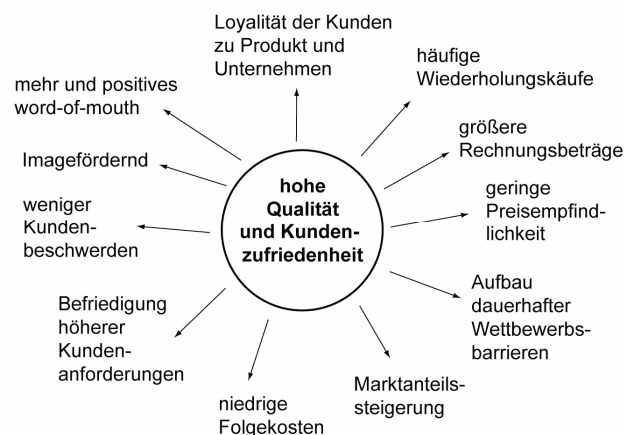 Loyalität der Kunden
zu Produkt und
Unternehmen
häufige
Wiederholungskäufe
größere
Rechnungsbeträge
geringe
Preisempfind-
lichkeit
Aufbau
dauerhafter
Wettbewerbs-
barrieren
Marktanteils-
steigerung
niedrige
Folgekosten
Befriedigung
höherer
Kunden-
anforderungen
weniger
Kunden-
beschwerden
Imagefördernd
mehr und positives
word-of-mouth
hohe
Qualität
und Kunden-
zufriedenheit